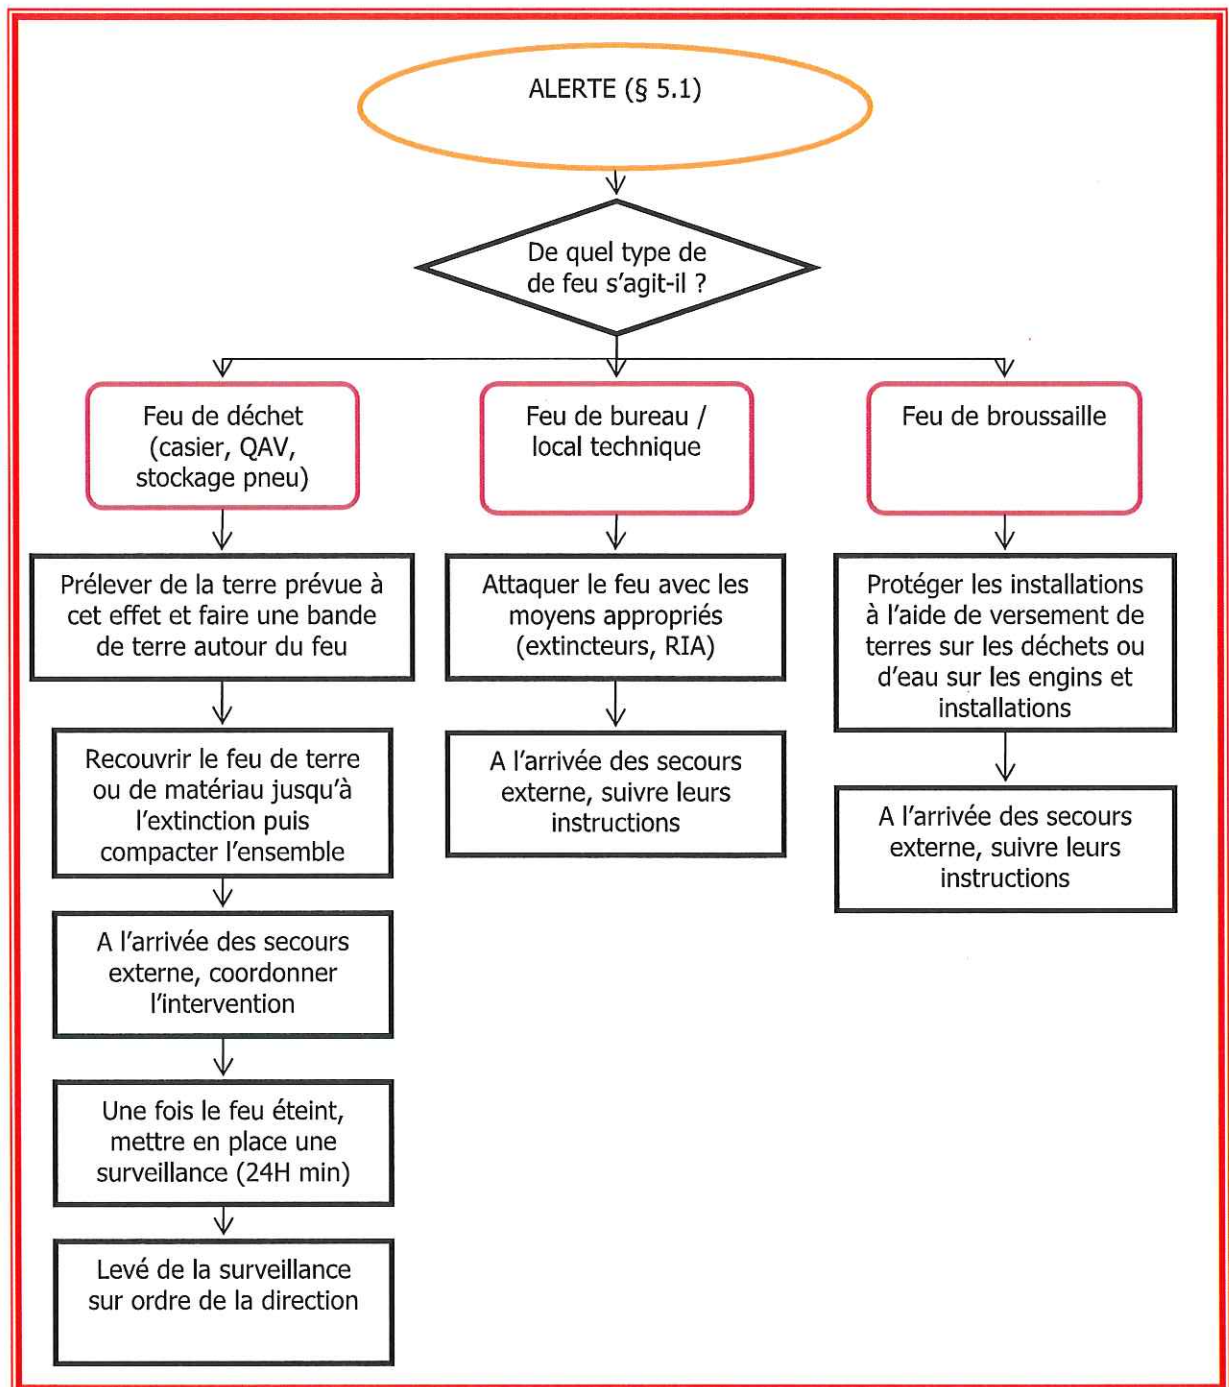 ALERTE (§ 5.1)
De quel type de
de feu s'agit-il ?
Feu de déchet
(casier, QAV,
stockage pneu)
Feu de bureau /
local technique
Feu de broussaille
Prélever de la terre prévue à
cet effet et faire une bande
de terre autour du feu
Attaquer le feu avec les
moyens appropriés
(extincteurs, RIA)
Protéger les installations
à l'aide de versement de
terres sur les déchets ou
d'eau sur les engins et
installations
Recouvrir le feu de terre
ou de matériau jusqu'à
l'extinction puis
compacter l'ensemble
A l'arrivée des secours
externe, suivre leurs
instructions
A l'arrivée des secours
externe, suivre leurs
instructions
A l'arrivée des secours
externe, coordonner
l'intervention
Une fois le feu éteint,
mettre en place une
surveillance (24H min)
Levé de la surveillance
sur ordre de la direction